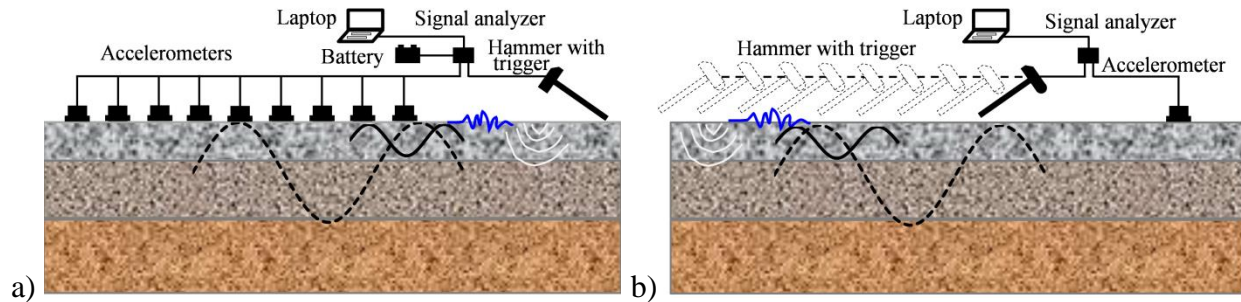 Laptop
Signal analyzer
Accelerometers
Battery
Hammer with
trigger
a)
Laptop
Signal analyzer
Hammer with trigger
Accelerometer
b)